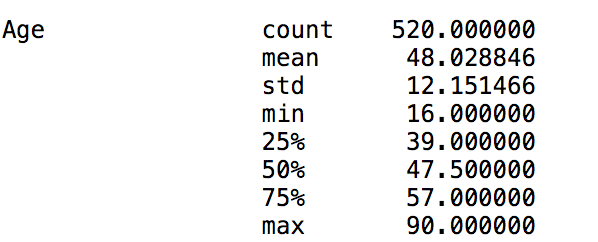 Age count 520.000000
mean 48.028846
std 12.151466
min 16.000000
25% 39.000000
50% 47.500000
75% 57.000000
max 90.000000